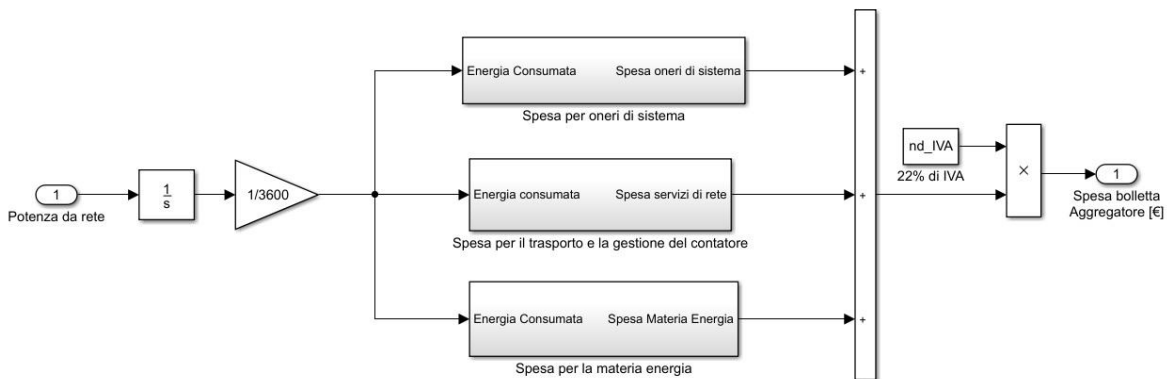 Energia Consumata Spesa oneri di sistema
+
Spesa per oneri di sistema
nd_IVA
22% di IVA
×
1
Potenza da rete
1
s
1/3600
Energia consumata Spesa servizi di rete
+
Spesa per il trasporto e la gestione del contatore
1
Spesa bolletta
Aggregatore [€]
Energia Consumata Spesa Materia Energia
+
Spesa per la materia energia